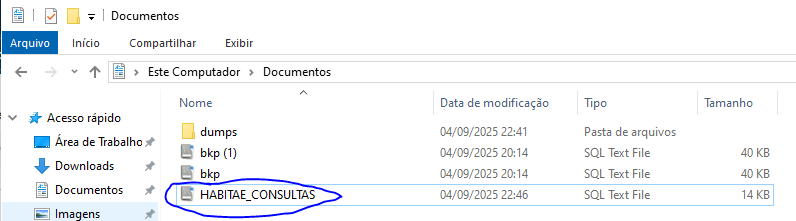 Documentos
Arquivo Início Compartilhar Exibir
Este Computador Documentos
Nome Data de modificação Tipo Tamanho
Acesso rápido
Área de Trabalho
Downloads
Documentos
Imagens
dumps 04/09/2025 22:41 Pasta de arquivos
bkp (1) 04/09/2025 20:14 SQL Text File 40 KB
bkp 04/09/2025 20:14 SQL Text File 40 KB
HABITAE_CONSULTAS 04/09/2025 22:46 SQL Text File 14 KB